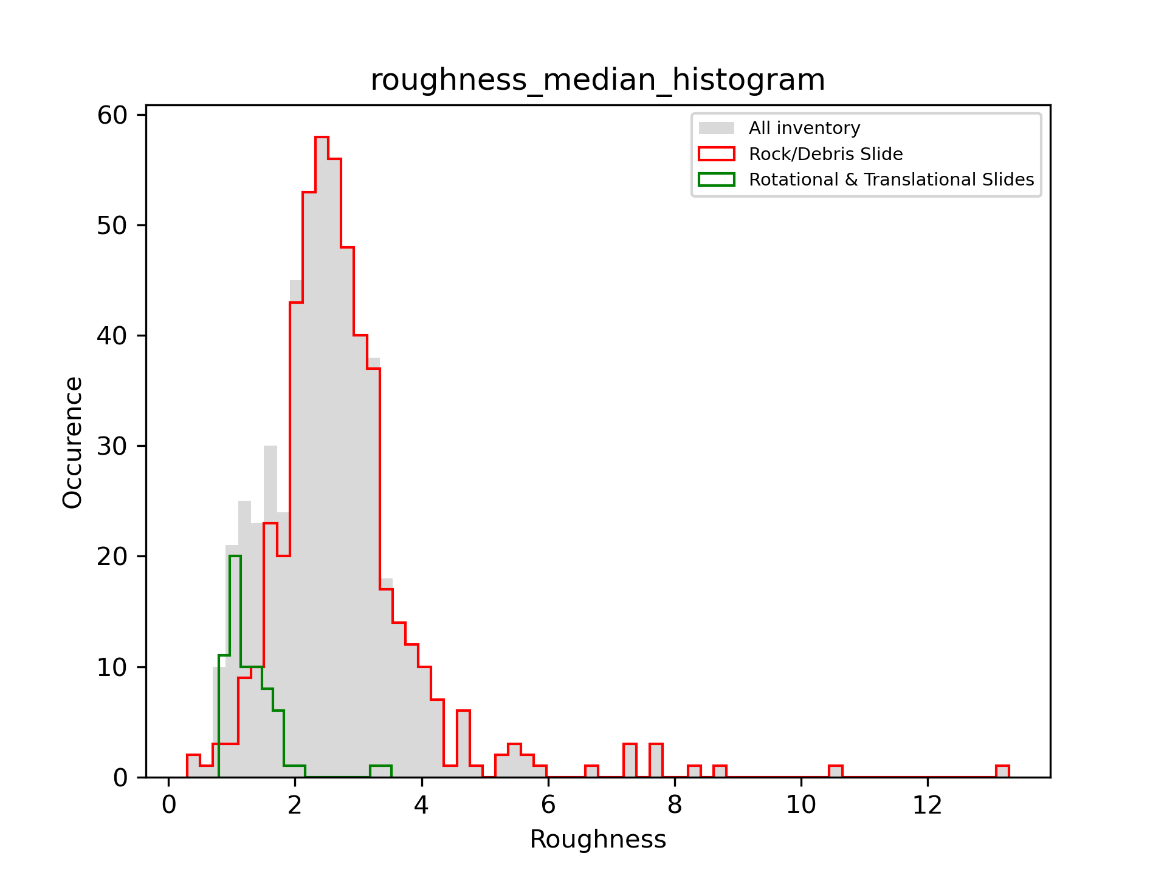 roughness_median_histogram
All inventory
Rock/Debris Slide
Rotational & Translational Slides
60
50
40
30
20
10
0
Occurence
0 2 4 6 8 10 12
Roughness